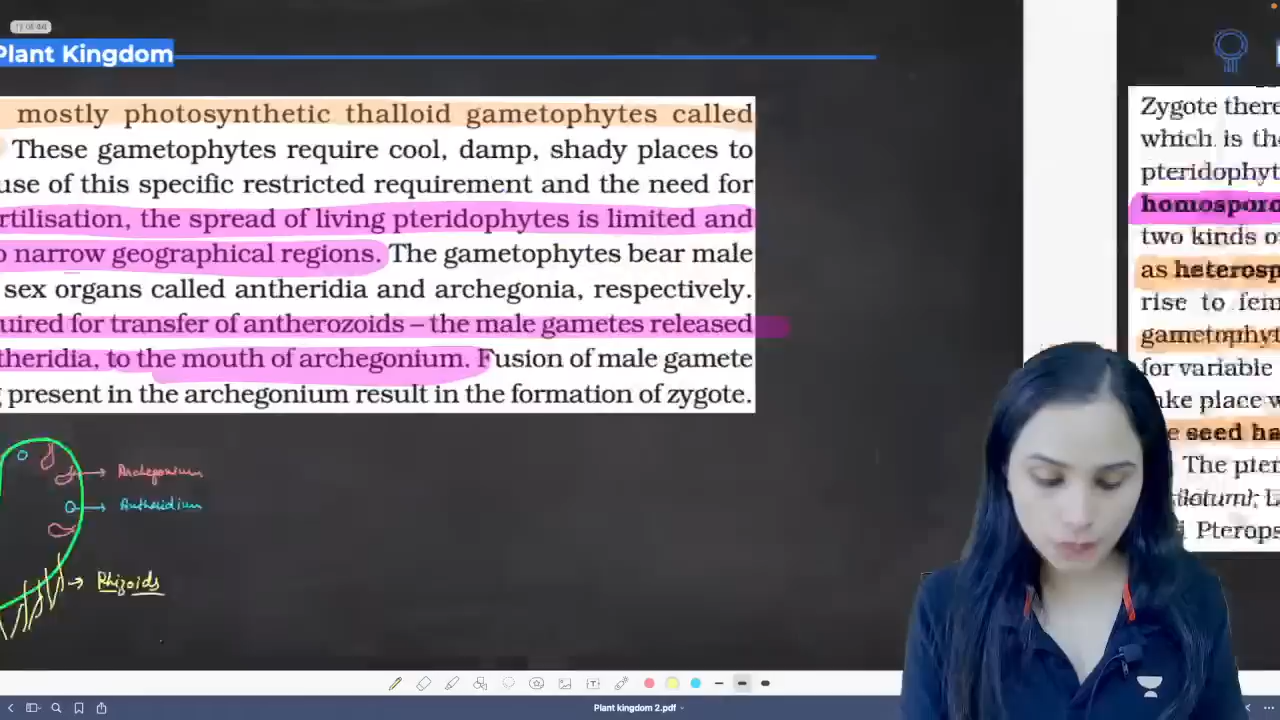 Plant Kingdom
mostly photosynthetic thalloid gametophytes called
These gametophytes require cool, damp, shady places to
use of this specific restricted requirement and the need for
rtilisation, the spread of living pteridophytes is limited and
o narrow geographical regions. The gametophytes bear male
sex organs called antheridia and archegonia, respectively.
uired for transfer of antherozoids – the male gametes released
theridia, to the mouth of archegonium. Fusion of male gamete
g present in the archegonium result in the formation of zygote.
Archegonium
Antheridium
Rhizoids
Zygote there
which is th
pteridophyt
homosporo
two kinds o
as heterosp
rise to fem
gametophyt
for variable
ake place w
e seed ha
The pter
ilotum); L
Pterops
Plant kingdom 2.pdf